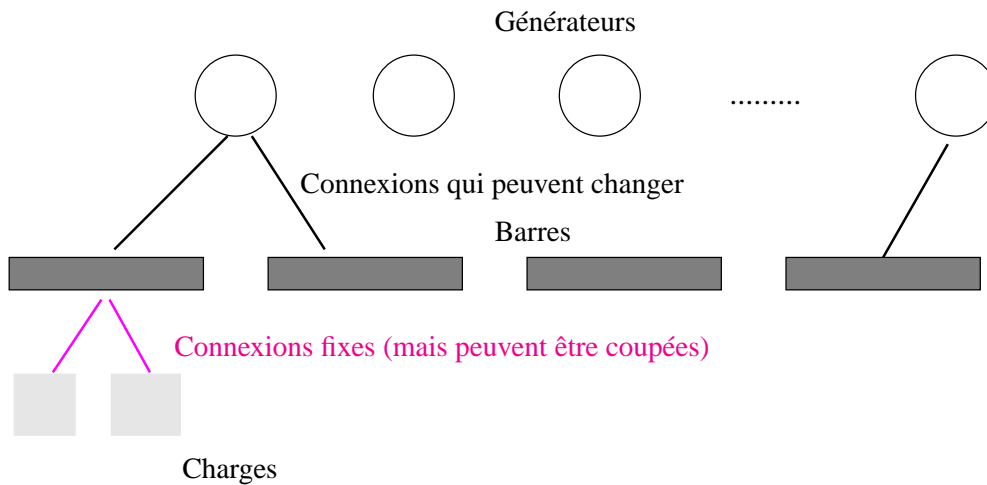 Générateurs
.........
Connexions qui peuvent changer
Barres
Connexions fixes (mais peuvent être coupées)
Charges